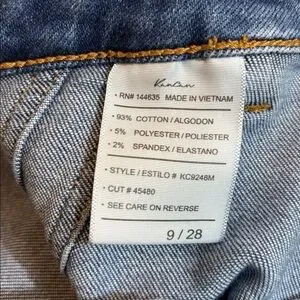 KanCan
• RN# 144635 MADE IN VIETNAM
• 93% COTTON / ALGODON
• 5% POLYESTER / POLIESTER
• 2% SPANDEX / ELASTANO
• STYLE / ESTILO # KC9248M
• CUT # 45480
• SEE CARE ON REVERSE
9 / 28